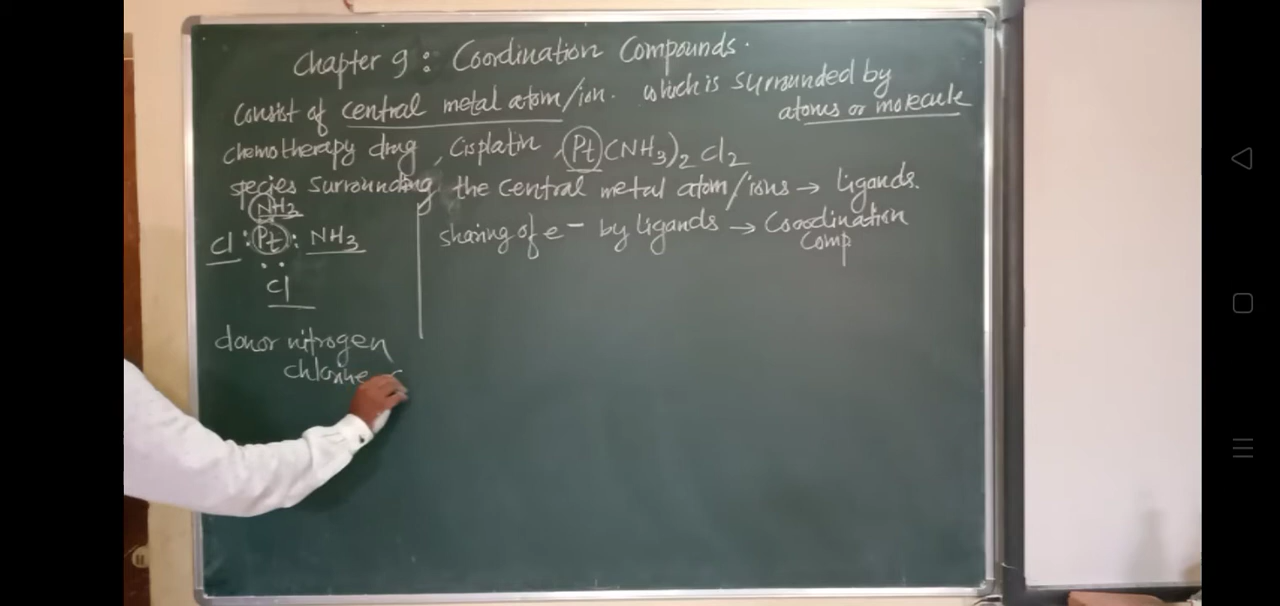 Chapter 9 : Coordination Compounds.
Consist of central metal atom/ion. which is surrounded by
atoms or molecule
chemotherapy drug, Cisplatin, Pt(NH3)2 Cl2
species surrounding the central metal atom/ions → ligands.
NH3
Cl : Pt : NH3
Cl
sharing of e- by ligands → Coordination
Comp
donor nitrogen
chlorine